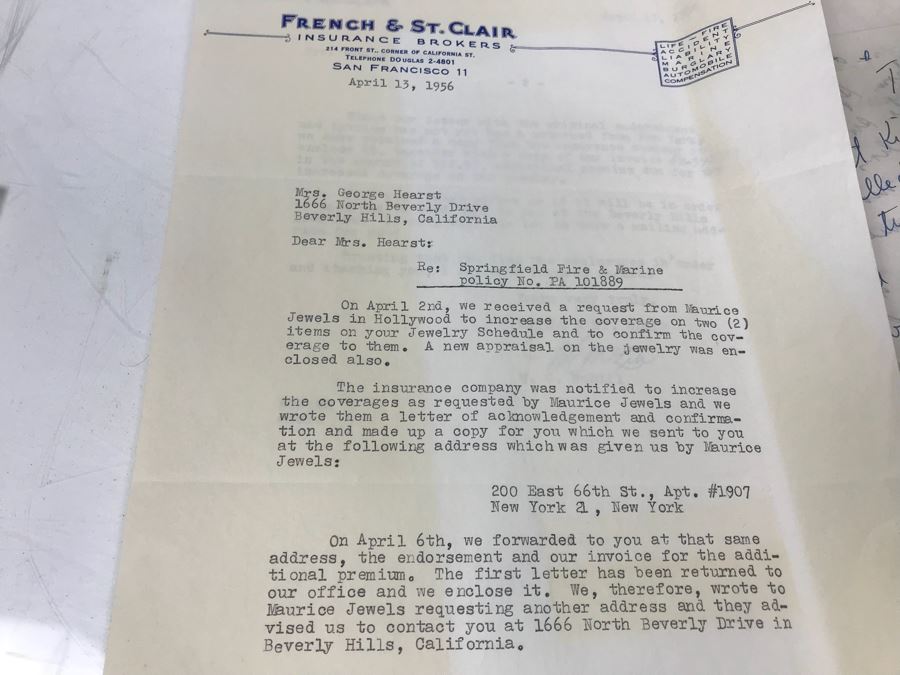 FRENCH & ST. CLAIR
INSURANCE BROKERS
214 FRONT ST., CORNER OF CALIFORNIA ST.
TELEPHONE DOUGLAS 2-4801
SAN FRANCISCO 11
LIFE — FIRE
ACCIDENT
LIABILITY
MARINE
BURGLARY
AUTOMOBILE
COMPENSATION
April 13, 1956
Mrs. George Hearst
1666 North Beverly Drive
Beverly Hills, California
Dear Mrs. Hearst:
Re: Springfield Fire & Marine
policy No. PA 101889
On April 2nd, we received a request from Maurice
Jewels in Hollywood to increase the coverage on two (2)
items on your Jewelry Schedule and to confirm the cov-
erage to them. A new appraisal on the jewelry was en-
closed also.
The insurance company was notified to increase
the coverages as requested by Maurice Jewels and we
wrote them a letter of acknowledgement and confirma-
tion and made up a copy for you which we sent to you
at the following address which was given us by Maurice
Jewels:
200 East 66th St., Apt. #1907
New York 21, New York
On April 6th, we forwarded to you at that same
address, the endorsement and our invoice for the addi-
tional premium. The first letter has been returned to
our office and we enclose it. We, therefore, wrote to
Maurice Jewels requesting another address and they ad-
vised us to contact you at 1666 North Beverly Drive in
Beverly Hills, California.